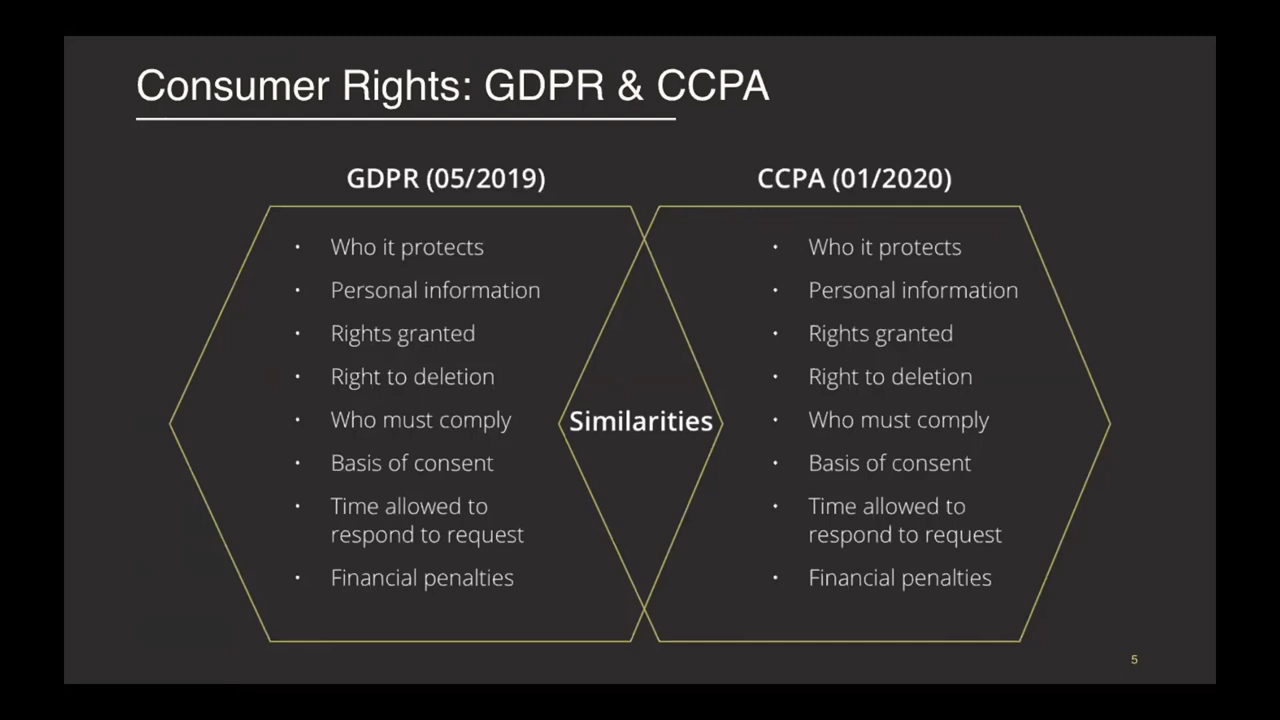 Consumer Rights: GDPR & CCPA
GDPR (05/2019)
• Who it protects
• Personal information
• Rights granted
• Right to deletion
• Who must comply
• Basis of consent
• Time allowed to
respond to request
• Financial penalties
Similarities
CCPA (01/2020)
• Who it protects
• Personal information
• Rights granted
• Right to deletion
• Who must comply
• Basis of consent
• Time allowed to
respond to request
• Financial penalties
5